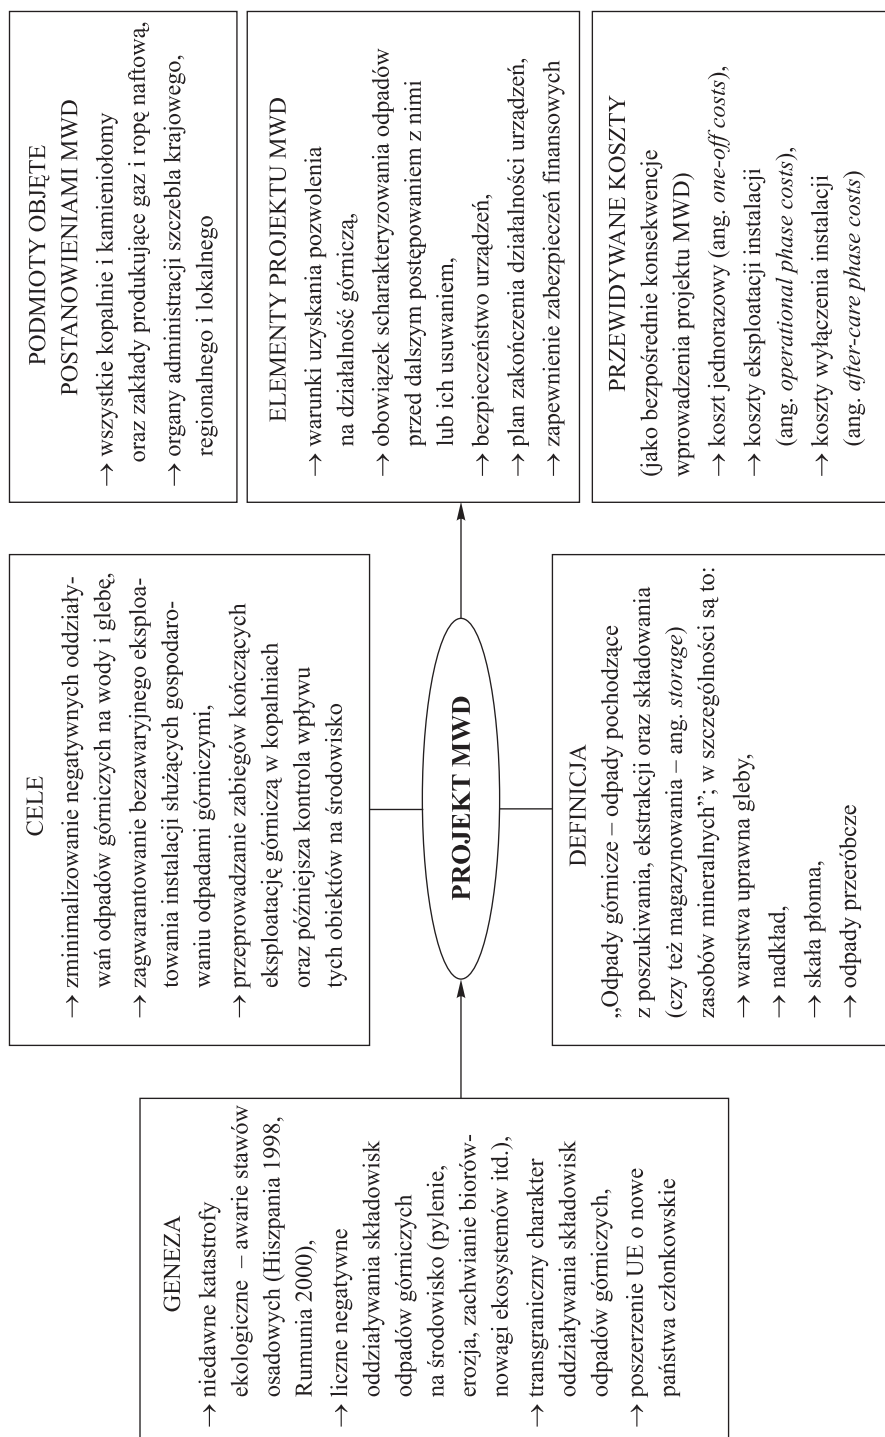 GENEZA
→ niedawne katastrofy
ekologiczne – awarie stawów
osadowych (Hiszpania 1998,
Rumunia 2000),
→ liczne negatywne
oddziaływania składowisk
odpadów górniczych
na środowisko (pylenie,
erozja, zachwianie biorów-
nowagi ekosystemów itd.),
→ transgraniczny charakter
oddziaływania składowisk
odpadów górniczych,
→ poszerzenie UE o nowe
państwa członkowskie
CELE
→ zminimalizowanie negatywnych oddziały-
wań odpadów górniczych na wody i glebę,
→ zagwarantowanie bezawaryjnego eksploa-
towania instalacji służących gospodaro-
waniu odpadami górniczymi,
→ przeprowadzanie zabiegów kończących
eksploatację górniczą w kopalniach
oraz późniejsza kontrola wpływu
tych obiektów na środowisko
PROJEKT MWD
DEFINICJA
„Odpady górnicze – odpady pochodzące
z poszukiwania, ekstrakcji oraz składowania
(czy też magazynowania – ang. storage)
zasobów mineralnych”; w szczególności są to:
→ warstwa uprawna gleby,
→ nadkład,
→ skała płonna,
→ odpady przeróbcze
PODMIOTY OBJĘTE
POSTANOWIENIAMI MWD
→ wszystkie kopalnie i kamieniołomy
oraz zakłady produkujące gaz i ropę naftową,
→ organy administracji szczebla krajowego,
regionalnego i lokalnego
ELEMENTY PROJEKTU MWD
→ warunki uzyskania pozwolenia
na działalność górniczą,
→ obowiązek scharakteryzowania odpadów
przed dalszym postępowaniem z nimi
lub ich usuwaniem,
→ bezpieczeństwo urządzeń,
→ plan zakończenia działalności urządzeń,
→ zapewnienie zabezpieczeń finansowych
PRZEWIDYWANE KOSZTY
(jako bezpośrednie konsekwencje
wprowadzenia projektu MWD)
→ koszt jednorazowy (ang. one-off costs),
→ koszty eksploatacji instalacji
(ang. operational phase costs),
→ koszty wyłączenia instalacji
(ang. after-care phase costs)